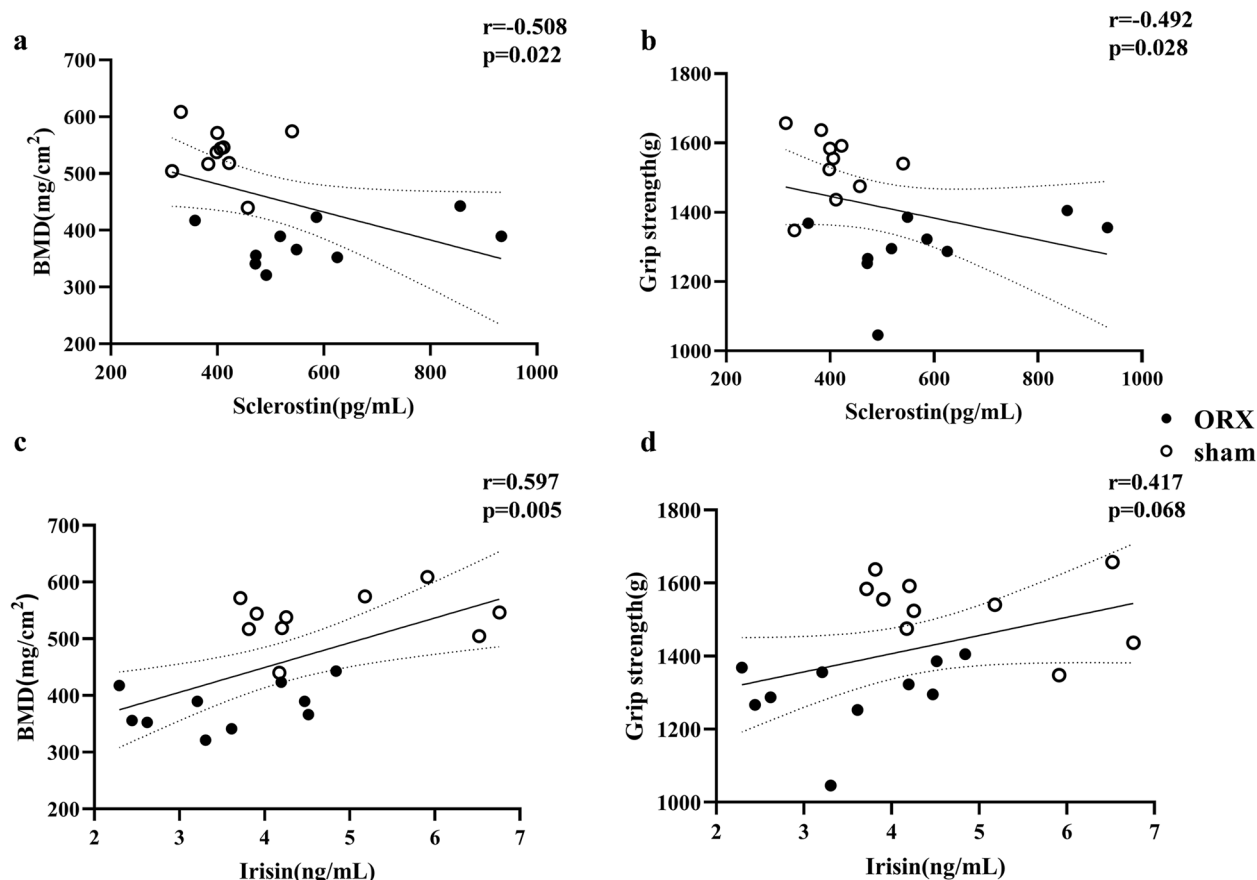 a
r=-0.508
p=0.022
BMD(mg/cm²)
700
600
500
400
300
200
200
400
600
800
1000
Sclerostin(pg/mL)
b
r=-0.492
p=0.028
Grip strength(g)
1800
1600
1400
1200
1000
200
400
600
800
1000
Sclerostin(pg/mL)
ORX
sham
c
r=0.597
p=0.005
BMD(mg/cm²)
700
600
500
400
300
200
2
3
4
5
6
7
Irisin(ng/mL)
d
r=0.417
p=0.068
Grip strength(g)
1800
1600
1400
1200
1000
2
3
4
5
6
7
Irisin(ng/mL)